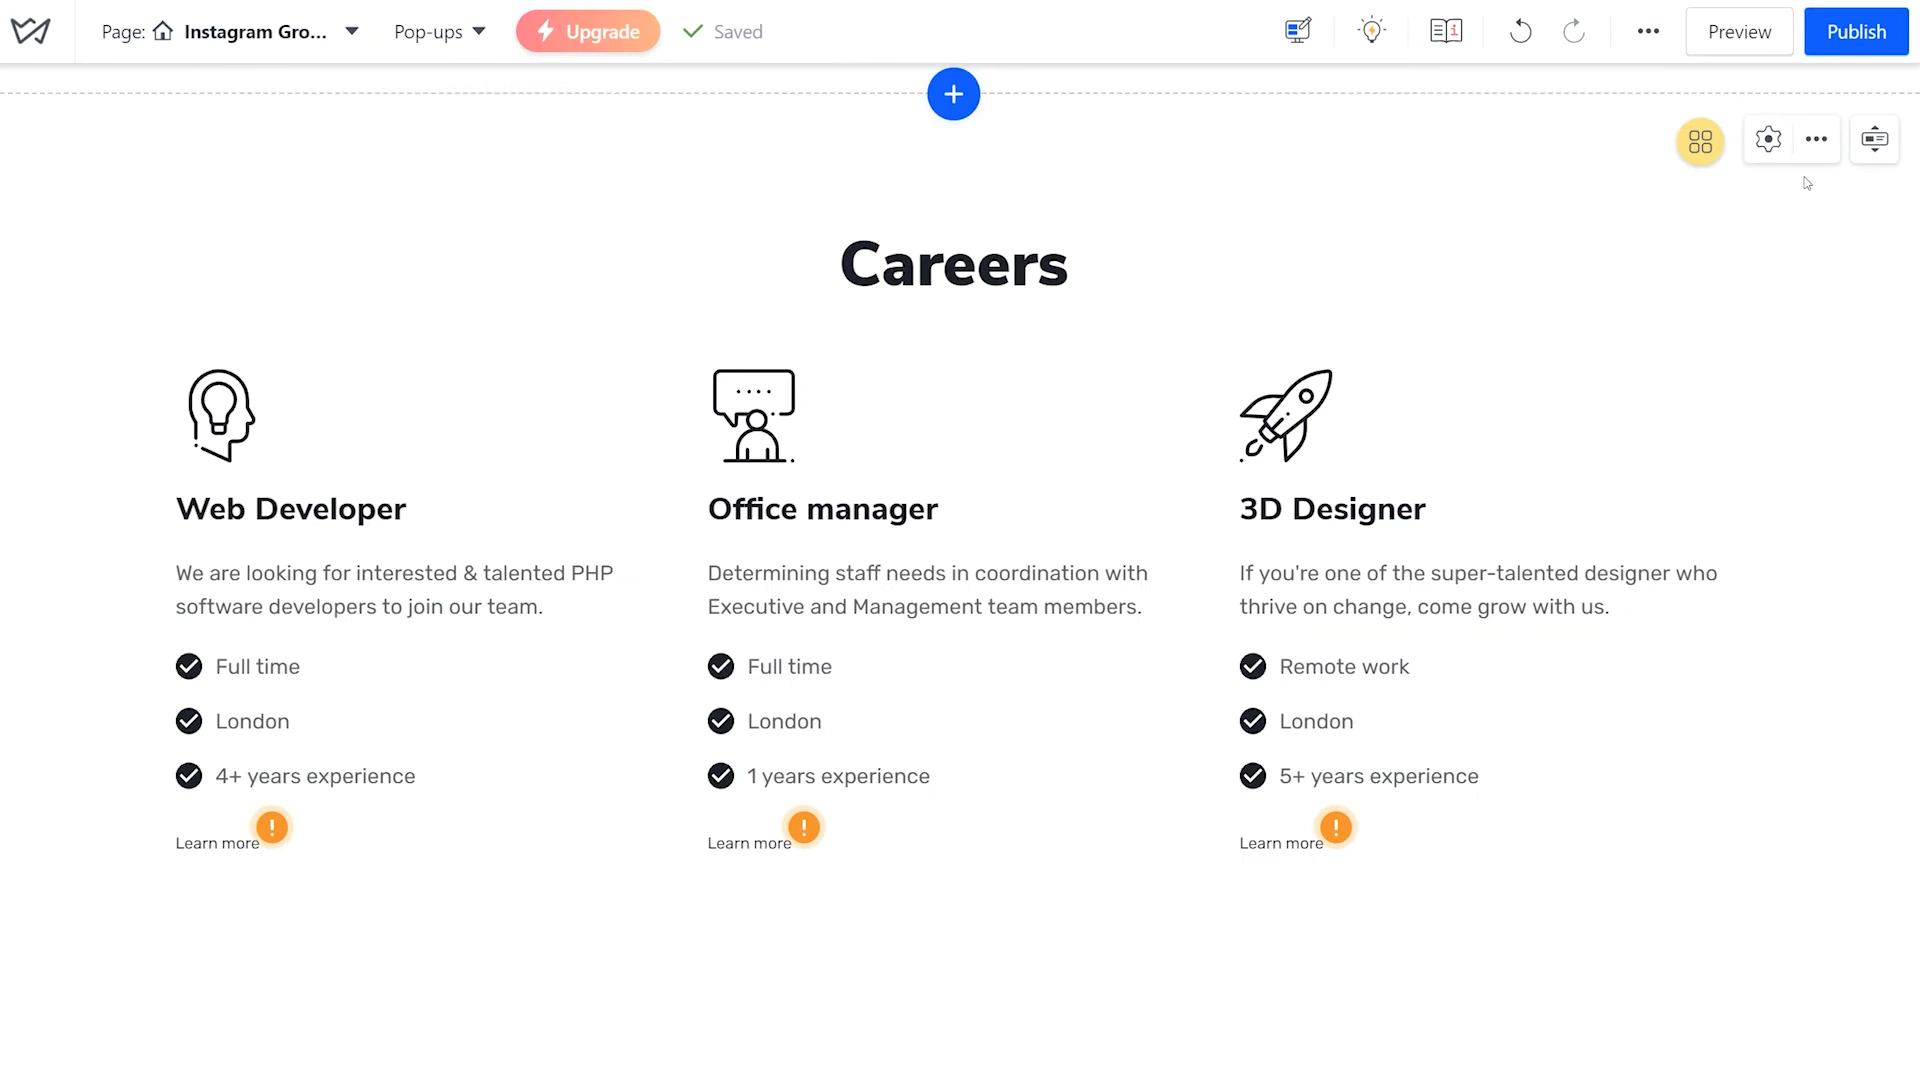 Page: Instagram Gro... Pop-ups Upgrade Saved Preview Publish
Careers
Web Developer
We are looking for interested & talented PHP
software developers to join our team.
Full time
London
4+ years experience
Learn more
Office manager
Determining staff needs in coordination with
Executive and Management team members.
Full time
London
1 years experience
Learn more
3D Designer
If you're one of the super-talented designer who
thrive on change, come grow with us.
Remote work
London
5+ years experience
Learn more